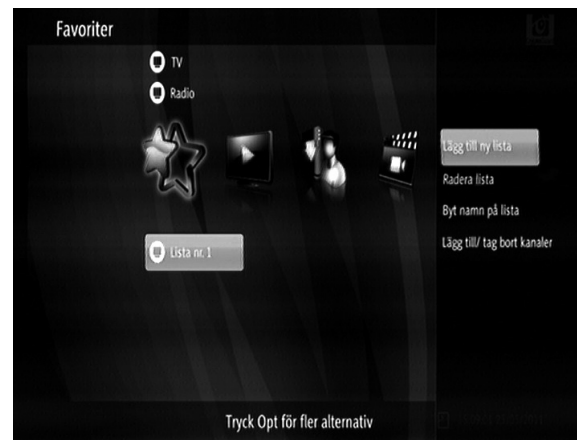 Favoriter
TV
Radio
Lista nr. 1
Lägg till ny lista
Radera lista
Byt namn på lista
Lägg till/ tag bort kanaler
Tryck Opt för fler alternativ